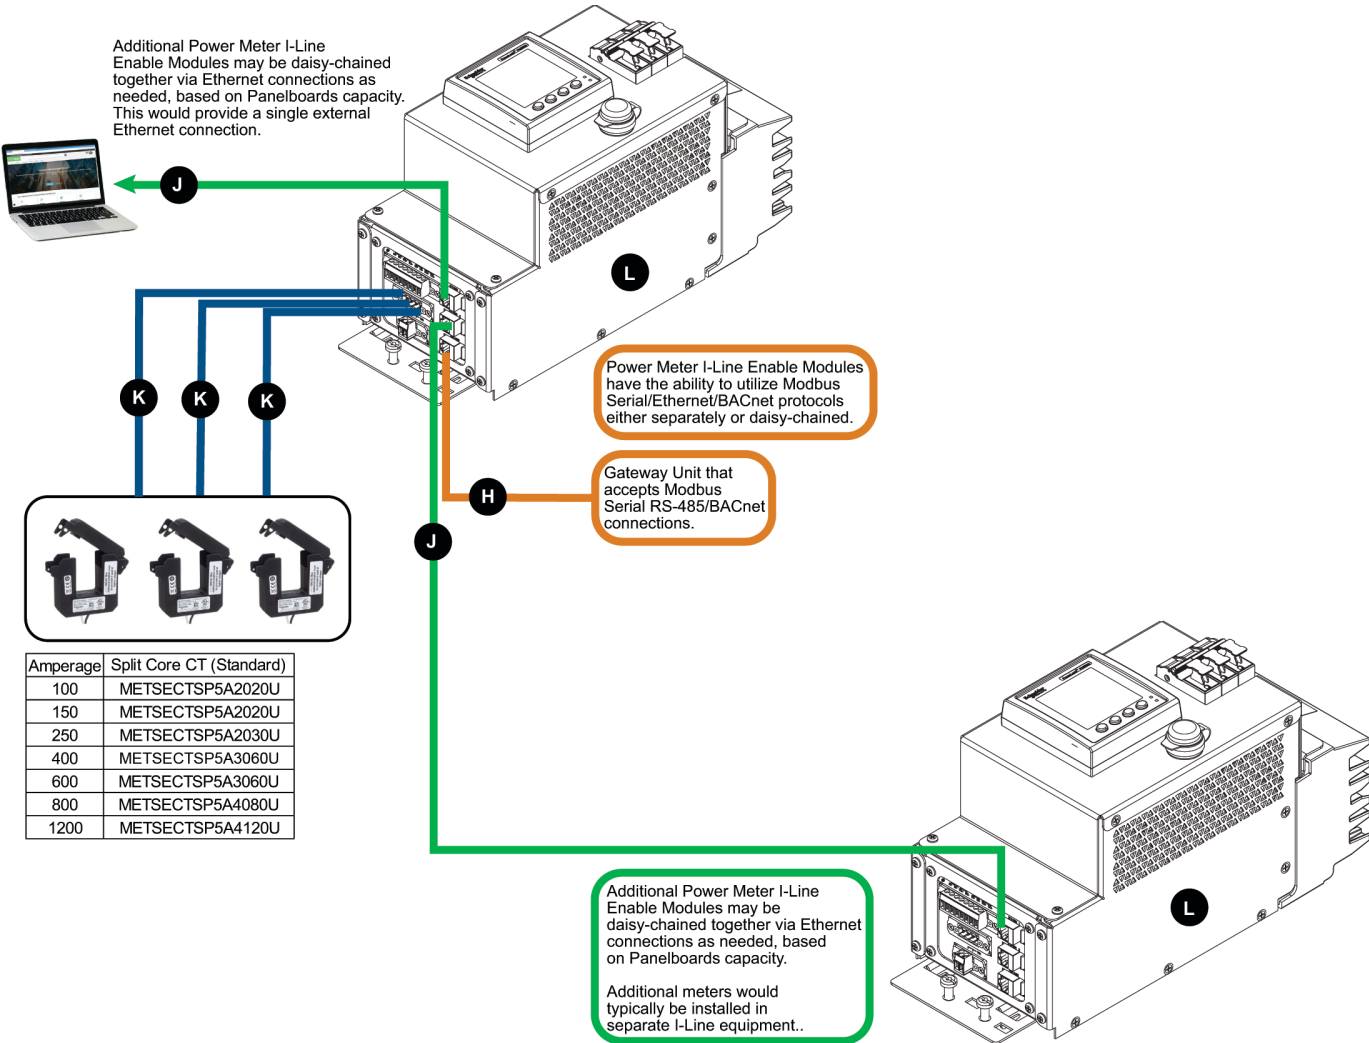 Additional Power Meter I-Line
Enable Modules may be daisy-chained
together via Ethernet connections as
needed, based on Panelboards capacity.
This would provide a single external
Ethernet connection.
J
L
K
K
K
Power Meter I-Line Enable Modules
have the ability to utilize Modbus
Serial/Ethernet/BACnet protocols
either separately or daisy-chained.
Gateway Unit that
accepts Modbus
Serial RS-485/BACnet
connections.
H
J
Amperage Split Core CT (Standard)
100 METSECTSP5A2020U
150 METSECTSP5A2020U
250 METSECTSP5A2030U
400 METSECTSP5A3060U
600 METSECTSP5A3060U
800 METSECTSP5A4080U
1200 METSECTSP5A4120U
L
Additional Power Meter I-Line
Enable Modules may be
daisy-chained together via Ethernet
connections as needed, based
on Panelboards capacity.
Additional meters would
typically be installed in
separate I-Line equipment..